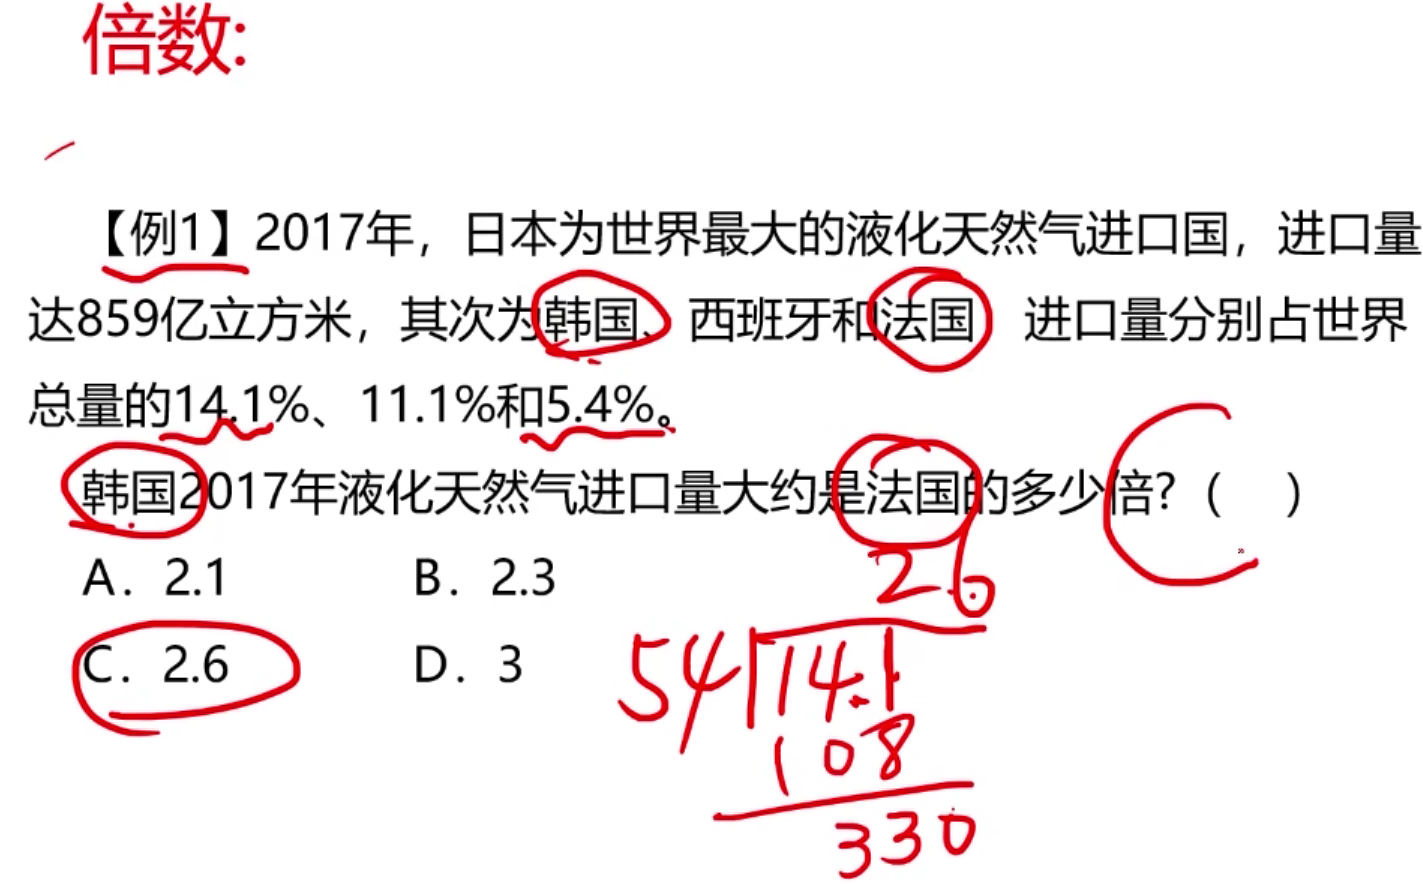 倍数:
【例1】2017年，日本为世界最大的液化天然气进口国，进口量
达859亿立方米，其次为韩国、西班牙和法国 进口量分别占世界
总量的14.1%、11.1%和5.4%。
韩国2017年液化天然气进口量大约是法国的多少倍?（ ）
A．2.1 B．2.3
2.6
C．2.6 D．3
54 14.1
108
330